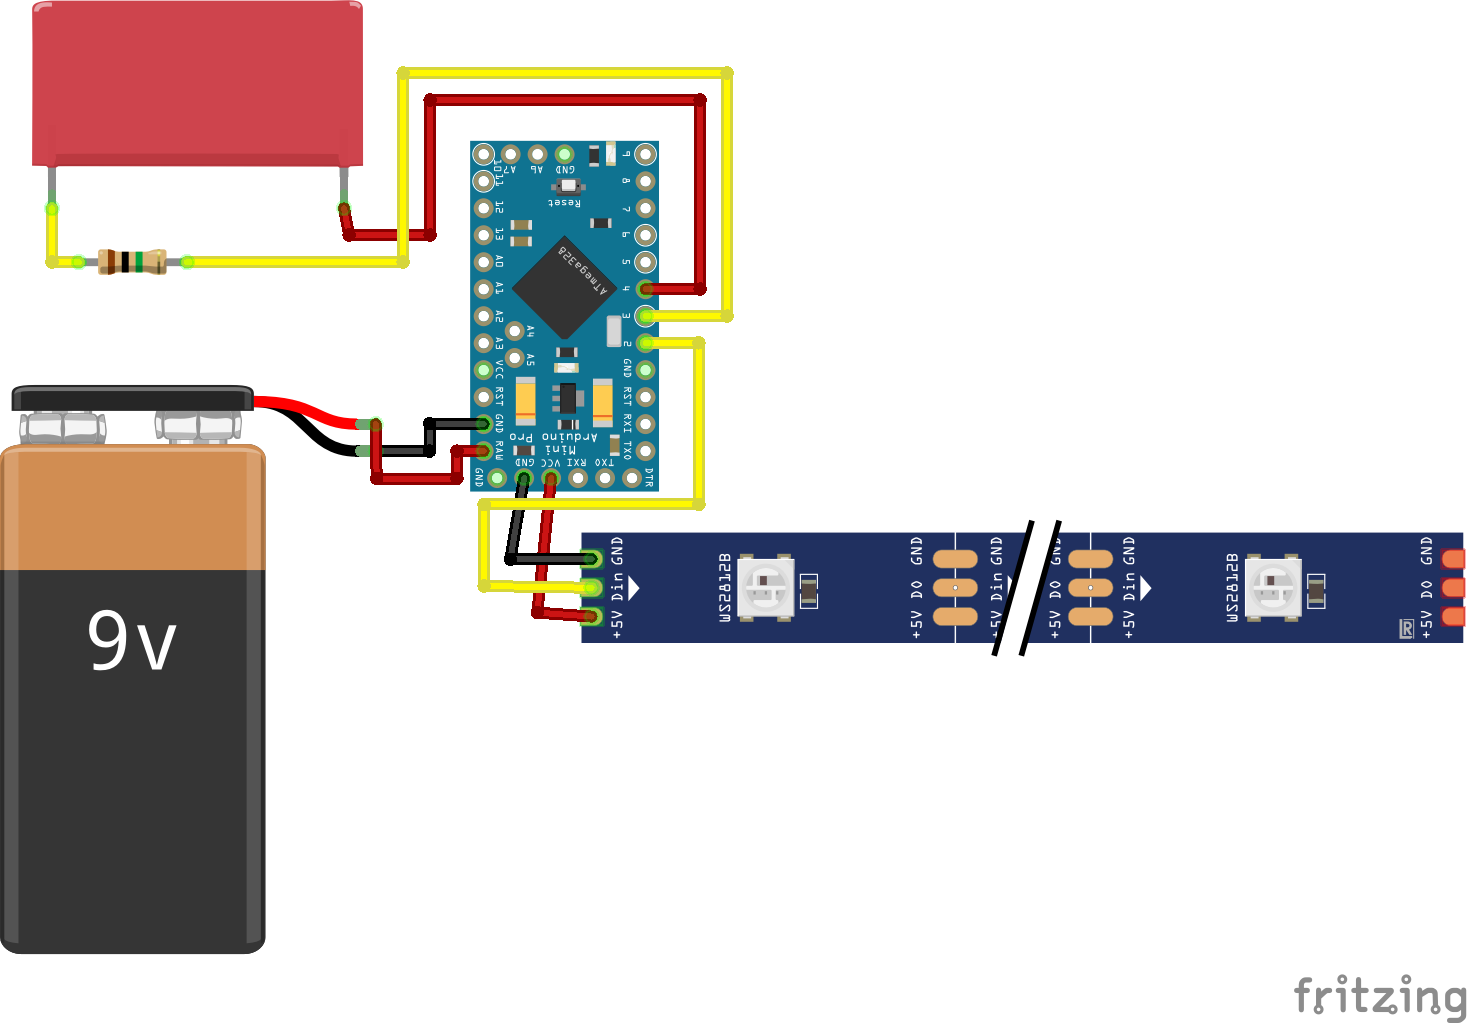 10 A7 A6 GND 9
11 8
Reset
12 7
13 6
A0 5
ATmega328
A1 4
A2 3
A4
A3 2
A5
VCC GND
RST RST
GND RXI
Arduino
Pro
Mini
RAW TXO
GND VCC RXI TXO
GND DTR
9v
GND Din +5V
WS2812B
GND DO +5V
GND Din +5V
GND DO +5V
GND Din +5V
WS2812B
GND DO +5V
LR
fritzing